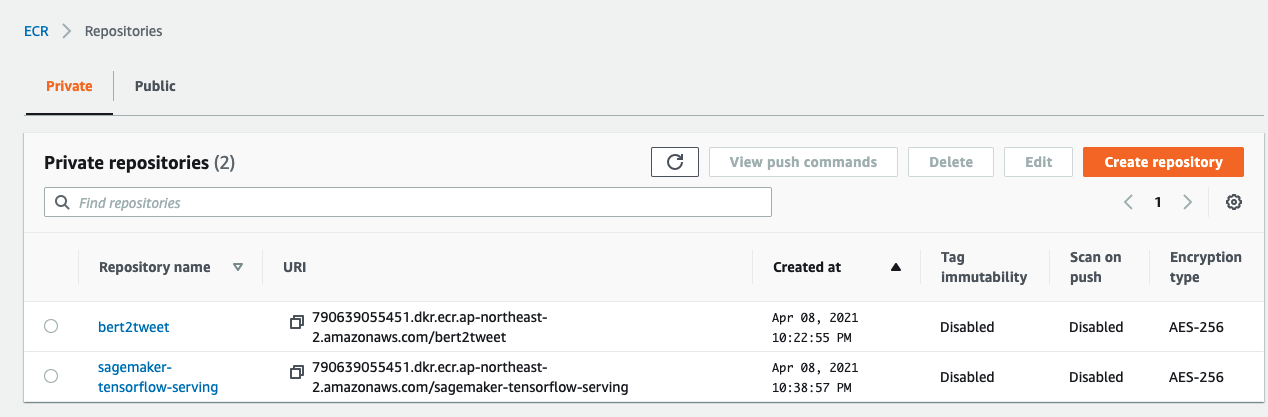 ECR Repositories
Private Public
Private repositories (2) View push commands Delete Edit Create repository
Find repositories 1
Repository name URI Created at Tag immutability Scan on push Encryption type
bert2tweet 790639055451.dkr.ecr.ap-northeast-2.amazonaws.com/bert2tweet Apr 08, 2021 10:22:55 PM Disabled Disabled AES-256
sagemaker-tensorflow-serving 790639055451.dkr.ecr.ap-northeast-2.amazonaws.com/sagemaker-tensorflow-serving Apr 08, 2021 10:38:57 PM Disabled Disabled AES-256